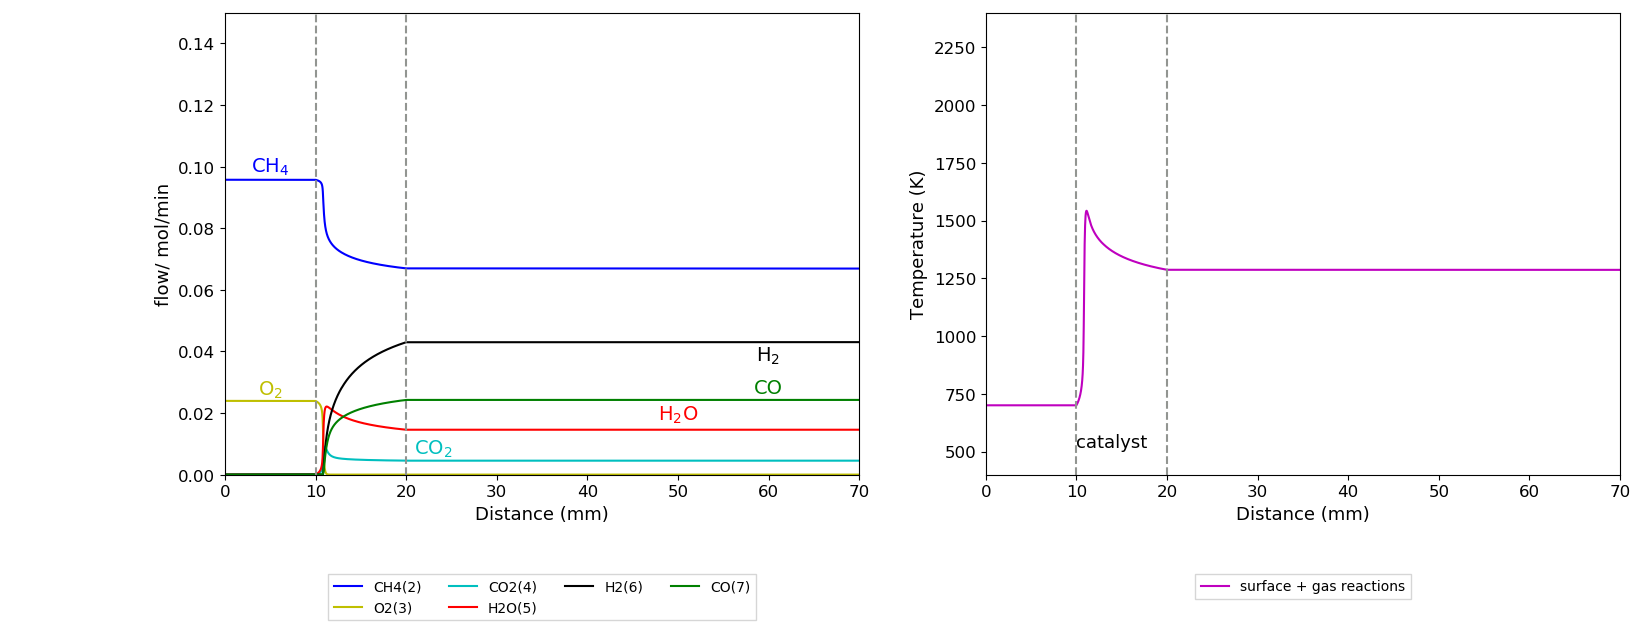 0.14
0.12
0.10
0.08
0.06
0.04
0.02
0.00
flow/ mol/min
CH₄
O₂
H₂
CO
H₂O
CO₂
0 10 20 30 40 50 60 70
Distance (mm)
CH4(2) CO2(4) H2(6) CO(7)
O2(3) H2O(5)
2250
2000
1750
1500
1250
1000
750
500
Temperature (K)
catalyst
0 10 20 30 40 50 60 70
Distance (mm)
surface + gas reactions